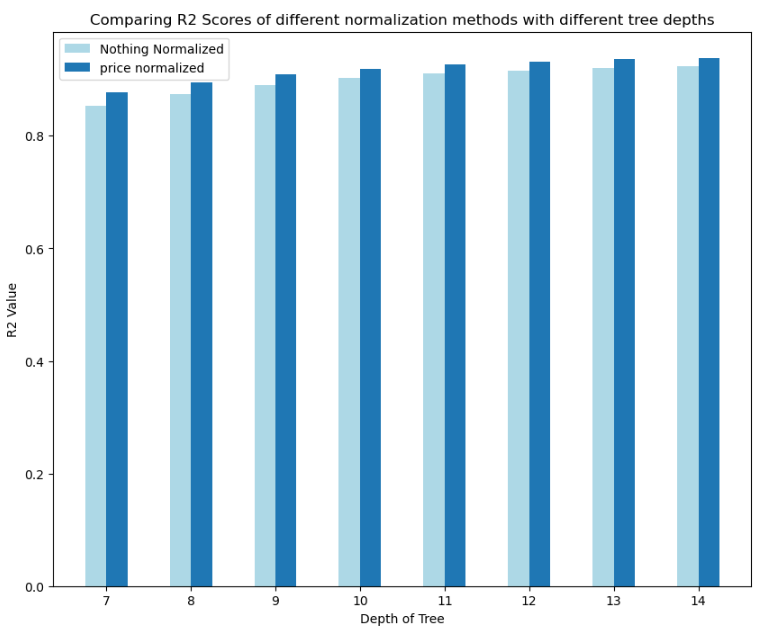 Comparing R2 Scores of different normalization methods with different tree depths
Nothing Normalized
price normalized
R2 Value
0.8
0.6
0.4
0.2
0.0
7 8 9 10 11 12 13 14
Depth of Tree